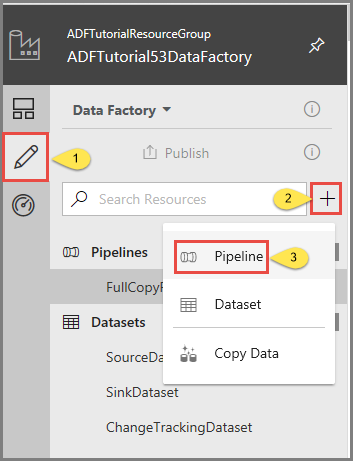 ADFTutorialResourceGroup
ADFTutorial53DataFactory
Data Factory
1
Publish
Search Resources
2
Pipelines
Pipeline
3
FullCopyP
Dataset
Datasets
SourceDa
Copy Data
SinkDataset
ChangeTrackingDataset